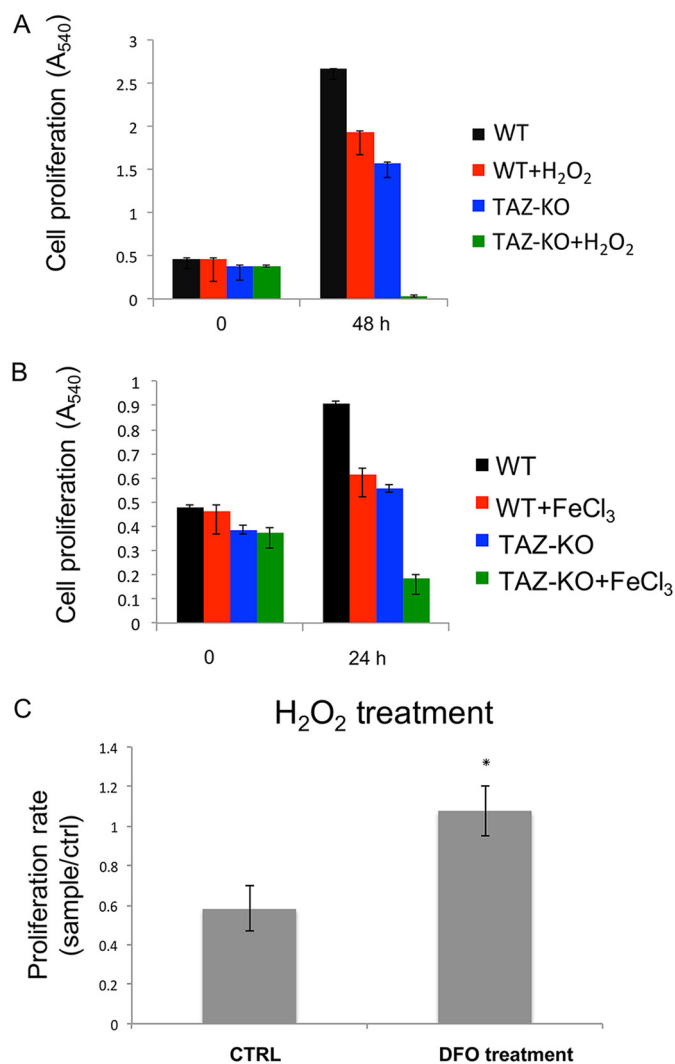 A
Cell proliferation (A540)
3
2.5
2
1.5
1
0.5
0
0
48 h
WT
WT+H2O2
TAZ-KO
TAZ-KO+H2O2
B
Cell proliferation (A540)
1
0.9
0.8
0.7
0.6
0.5
0.4
0.3
0.2
0.1
0
0
24 h
WT
WT+FeCl3
TAZ-KO
TAZ-KO+FeCl3
C
H2O2 treatment
Proliferation rate
(sample/ctrl)
1.4
1.2
1
0.8
0.6
0.4
0.2
0
*
CTRL
DFO treatment